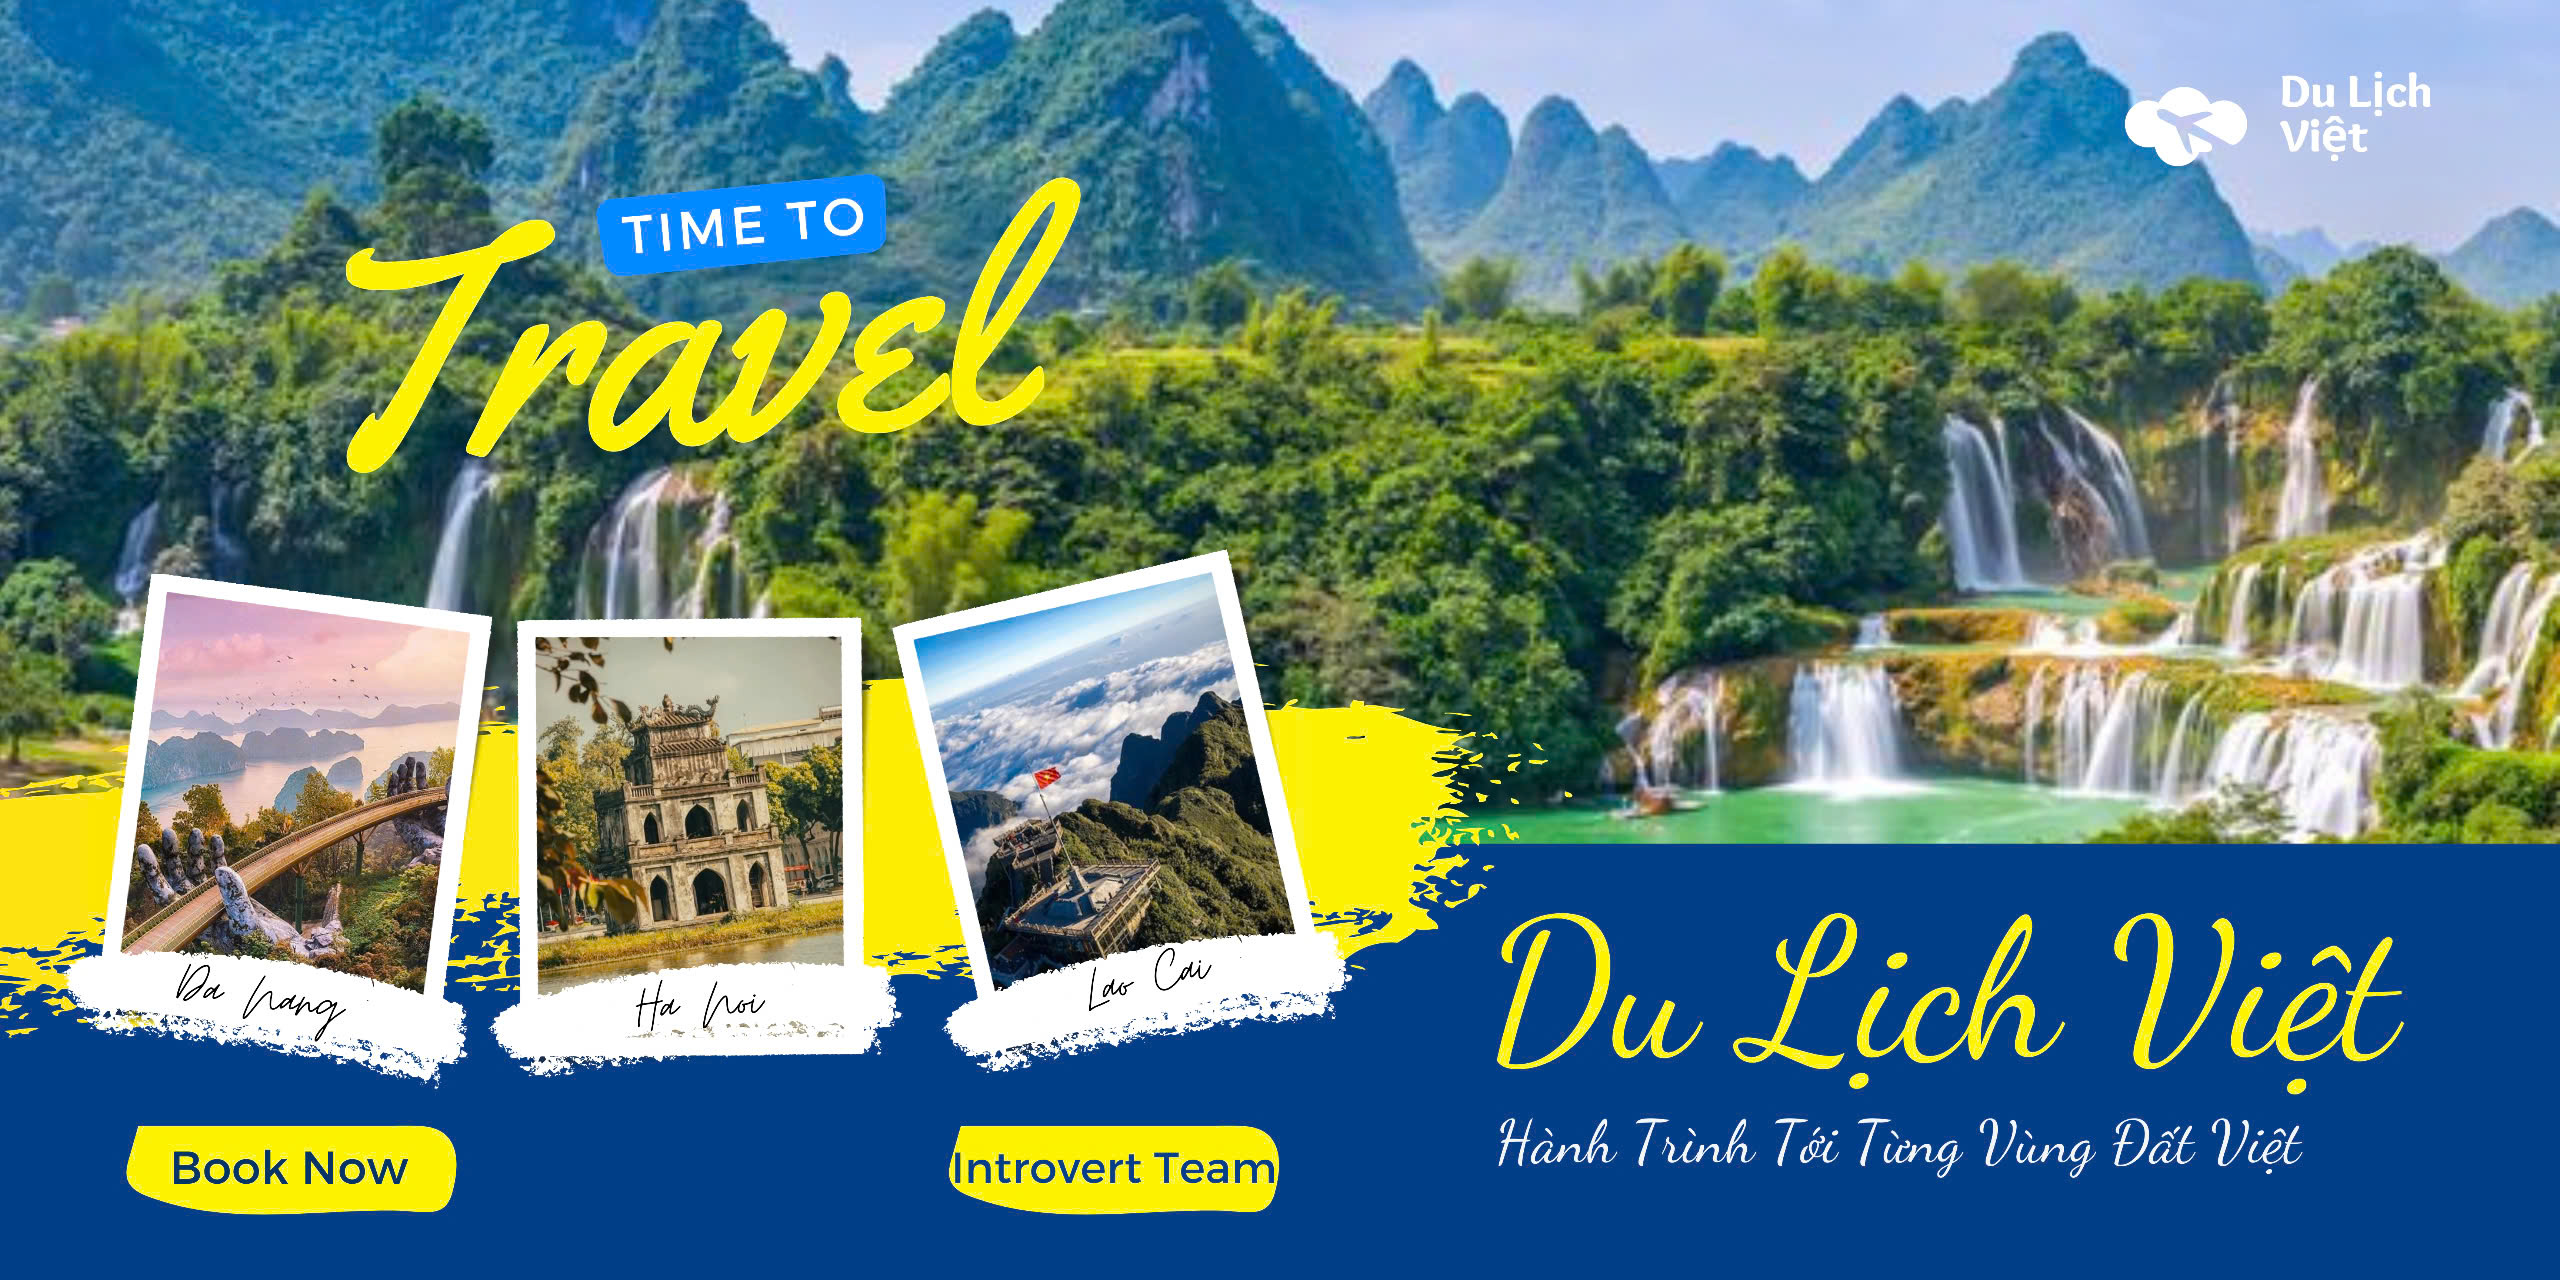 Du Lịch
Việt
TIME TO
Travel
Da Nang
Ha Noi
Lao Cai
Du Lịch Việt
Hành Trình Tới Từng Vùng Đất Việt
Book Now
Introvert Team